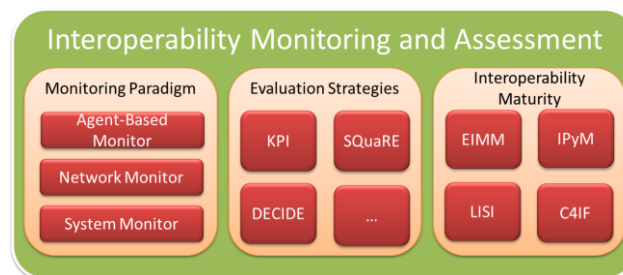 Interoperability Monitoring and Assessment
Monitoring Paradigm
Agent-Based
Monitor
Network Monitor
System Monitor
Evaluation Strategies
KPI
SQuaRE
DECIDE
...
Interoperability
Maturity
EIMM
IPyM
LISI
C4IF